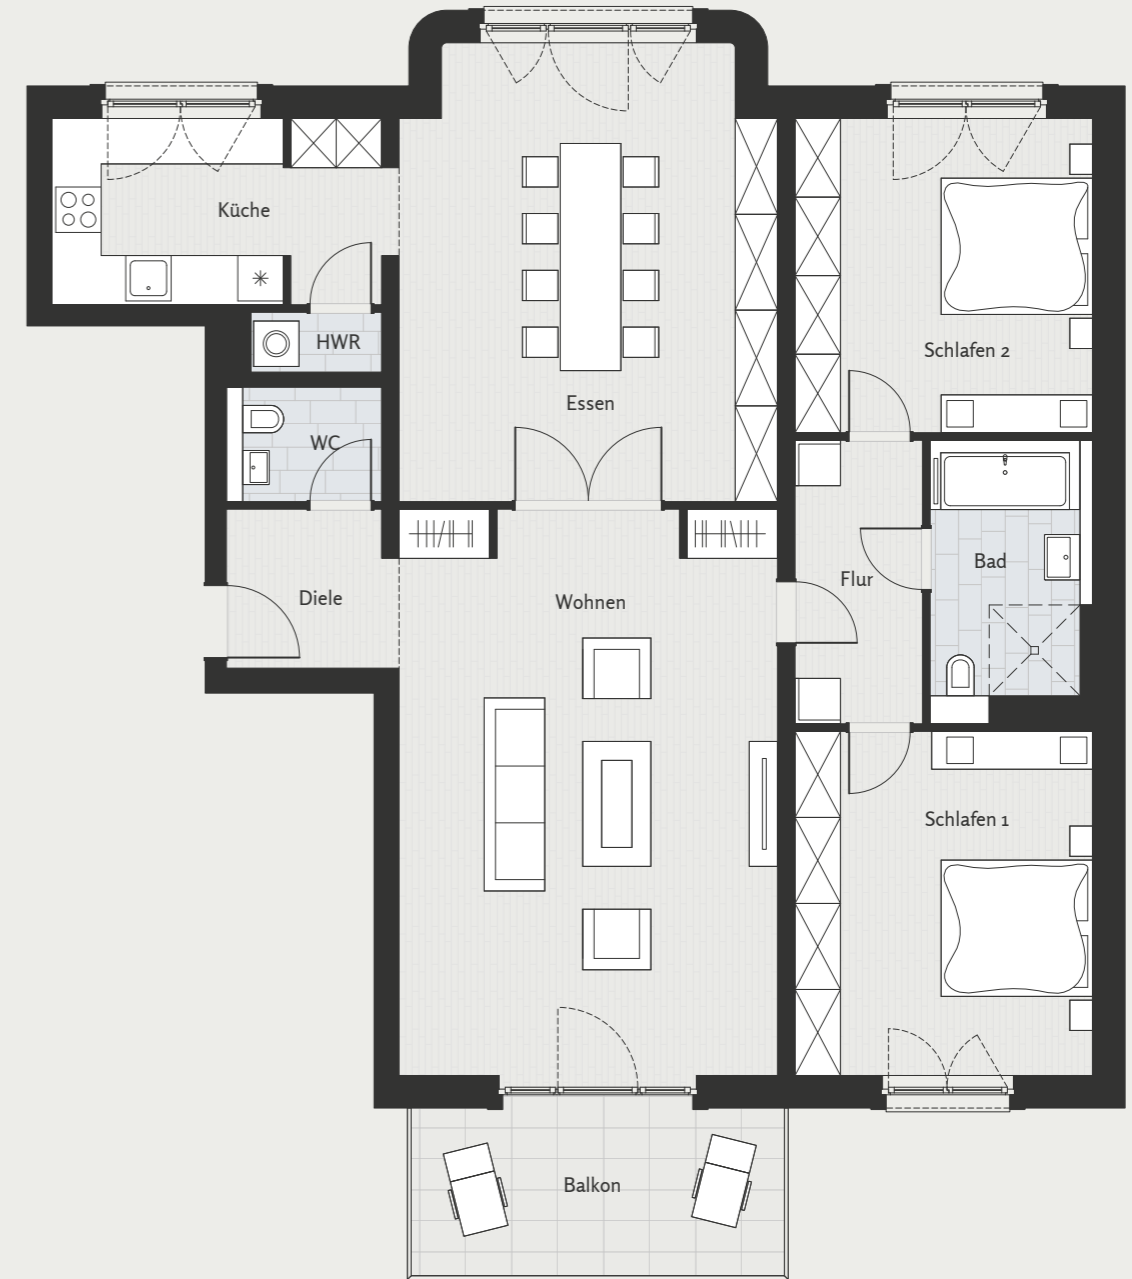 Küche
HWR
Schlafen 2
Essen
WC
Bad
Flur
Diele
Wohnen
Schlafen 1
Balkon